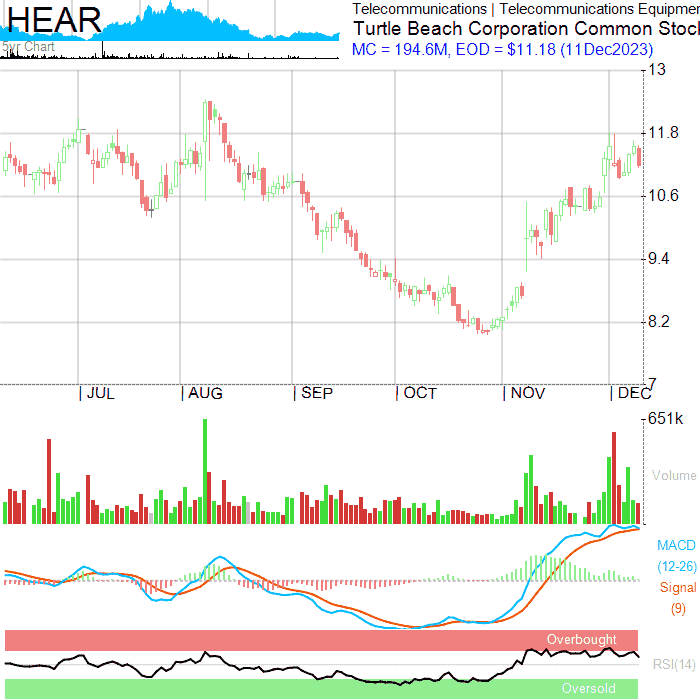 HEAR
5yr Chart
Telecommunications | Telecommunications Equipmen
Turtle Beach Corporation Common Stock
MC = 194.6M, EOD = $11.18 (11Dec2023)
13
11.8
10.6
9.4
8.2
7
| JUL | AUG | SEP | OCT | NOV | DEC
651k
Volume
MACD
(12-26)
Signal
(9)
Overbought
RSI(14)
Oversold